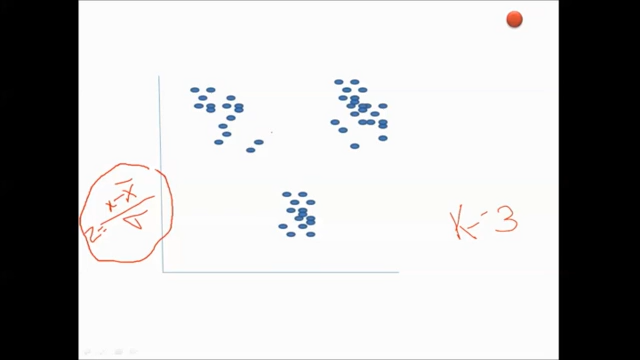 z = x - x̄
σ
K = 3